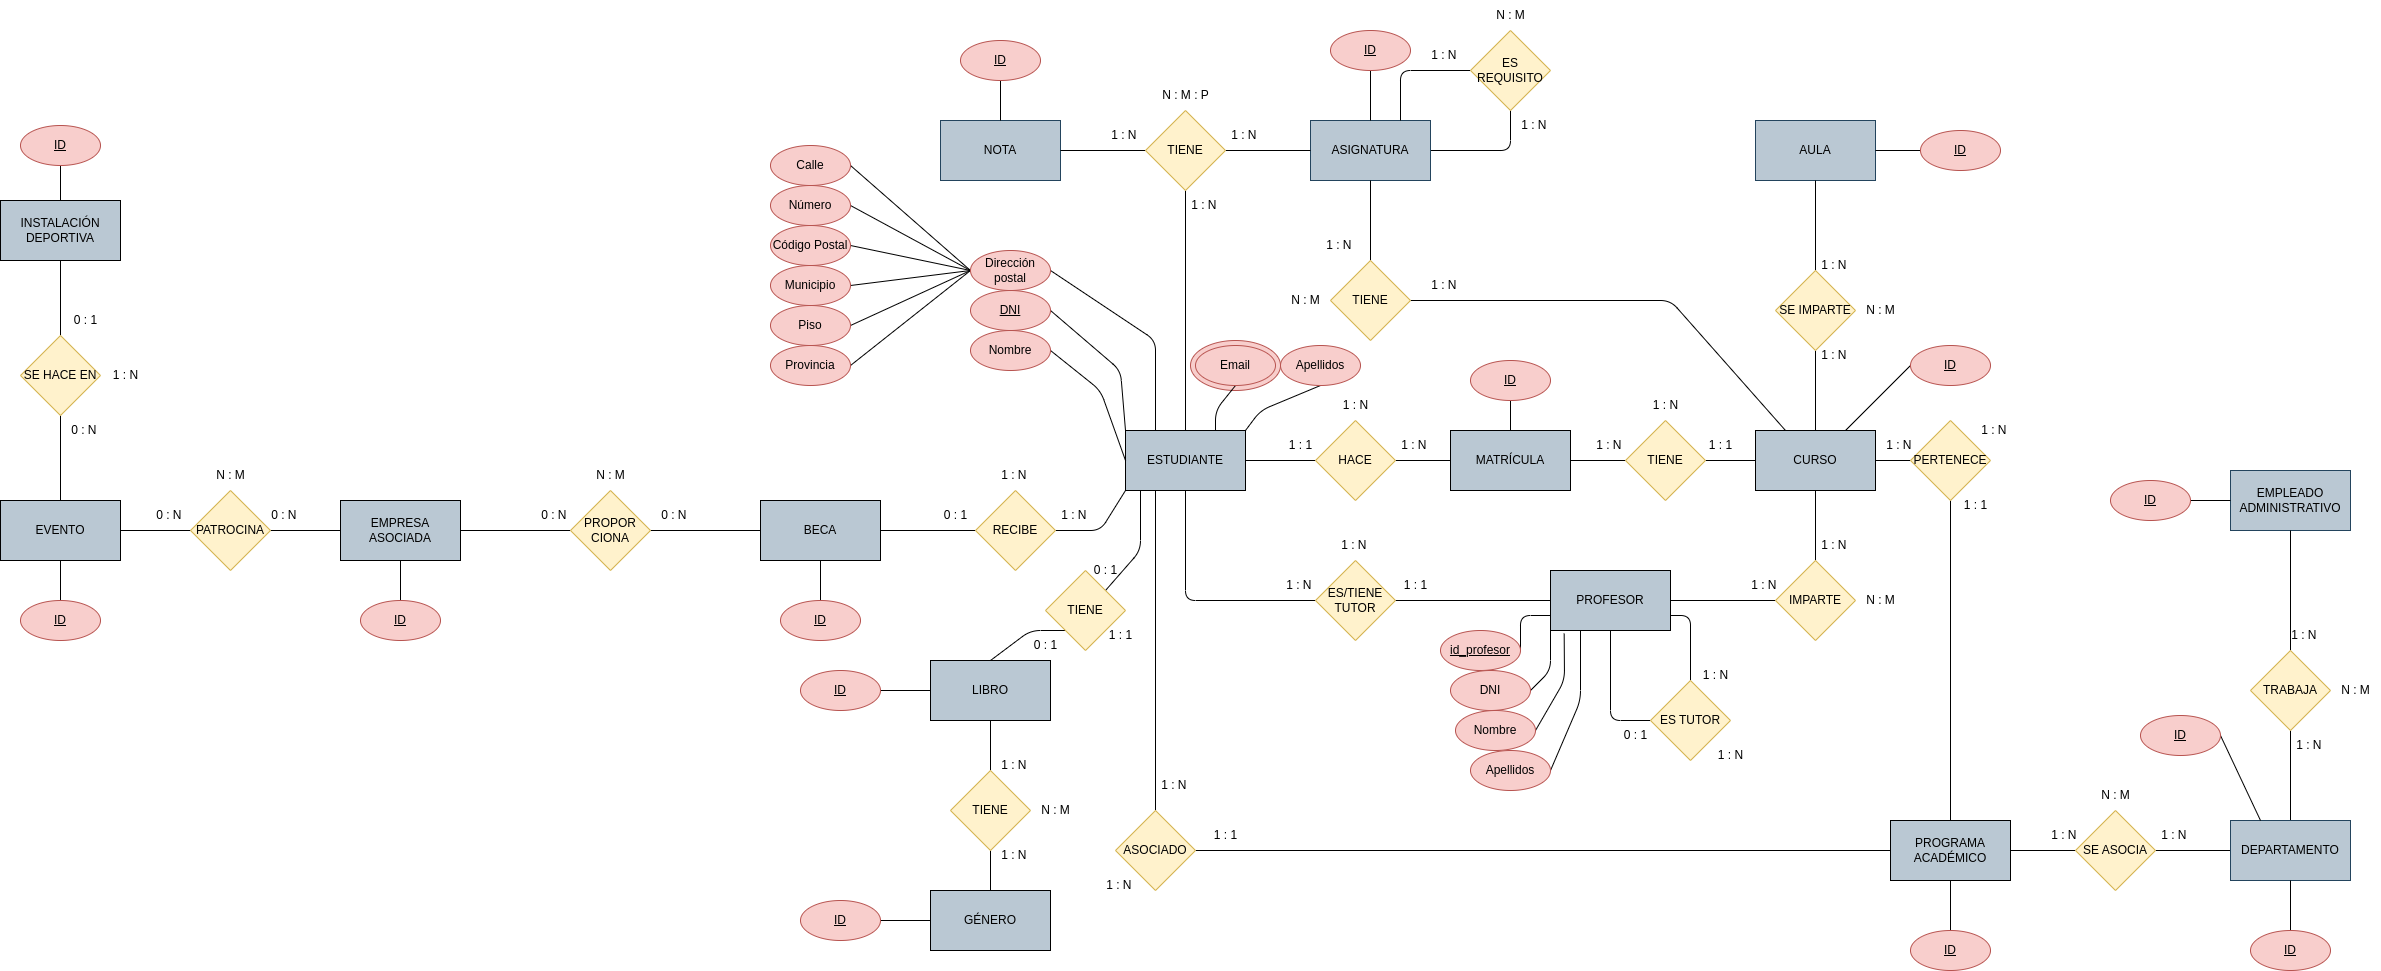 N : M
ID
1 : N
ES
REQUISITO
ID
N : M : P
1 : N
1 : N
1 : N
NOTA
TIENE
ASIGNATURA
AULA
ID
ID
Calle
Número
1 : N
INSTALACIÓN
DEPORTIVA
Código Postal
1 : N
Dirección
postal
1 : N
Municipio
1 : N
N : M
TIENE
DNI
SE IMPARTE
N : M
0 : 1
Piso
Nombre
1 : N
Provincia
Email
Apellidos
ID
SE HACE EN
1 : N
ID
1 : N
1 : N
0 : N
1 : N
1 : 1
1 : N
1 : N
1 : 1
1 : N
ESTUDIANTE
HACE
MATRÍCULA
TIENE
CURSO
PERTENECE
N : M
N : M
1 : N
EMPLEADO
ADMINISTRATIVO
ID
1 : 1
0 : N
0 : N
0 : N
0 : N
0 : 1
1 : N
EVENTO
PATROCINA
EMPRESA
ASOCIADA
PROPOR
CIONA
BECA
RECIBE
1 : N
1 : N
0 : 1
1 : N
1 : 1
1 : N
ES/TIENE
TUTOR
PROFESOR
IMPARTE
N : M
TIENE
ID
ID
ID
1 : 1
0 : 1
1 : N
id_profesor
LIBRO
ID
DNI
1 : N
TRABAJA
N : M
Nombre
ES TUTOR
0 : 1
1 : N
ID
1 : N
Apellidos
1 : N
1 : N
TIENE
N : M
N : M
1 : 1
1 : N
1 : N
ASOCIADO
PROGRAMA
ACADÉMICO
SE ASOCIA
DEPARTAMENTO
1 : N
1 : N
GÉNERO
ID
ID
ID